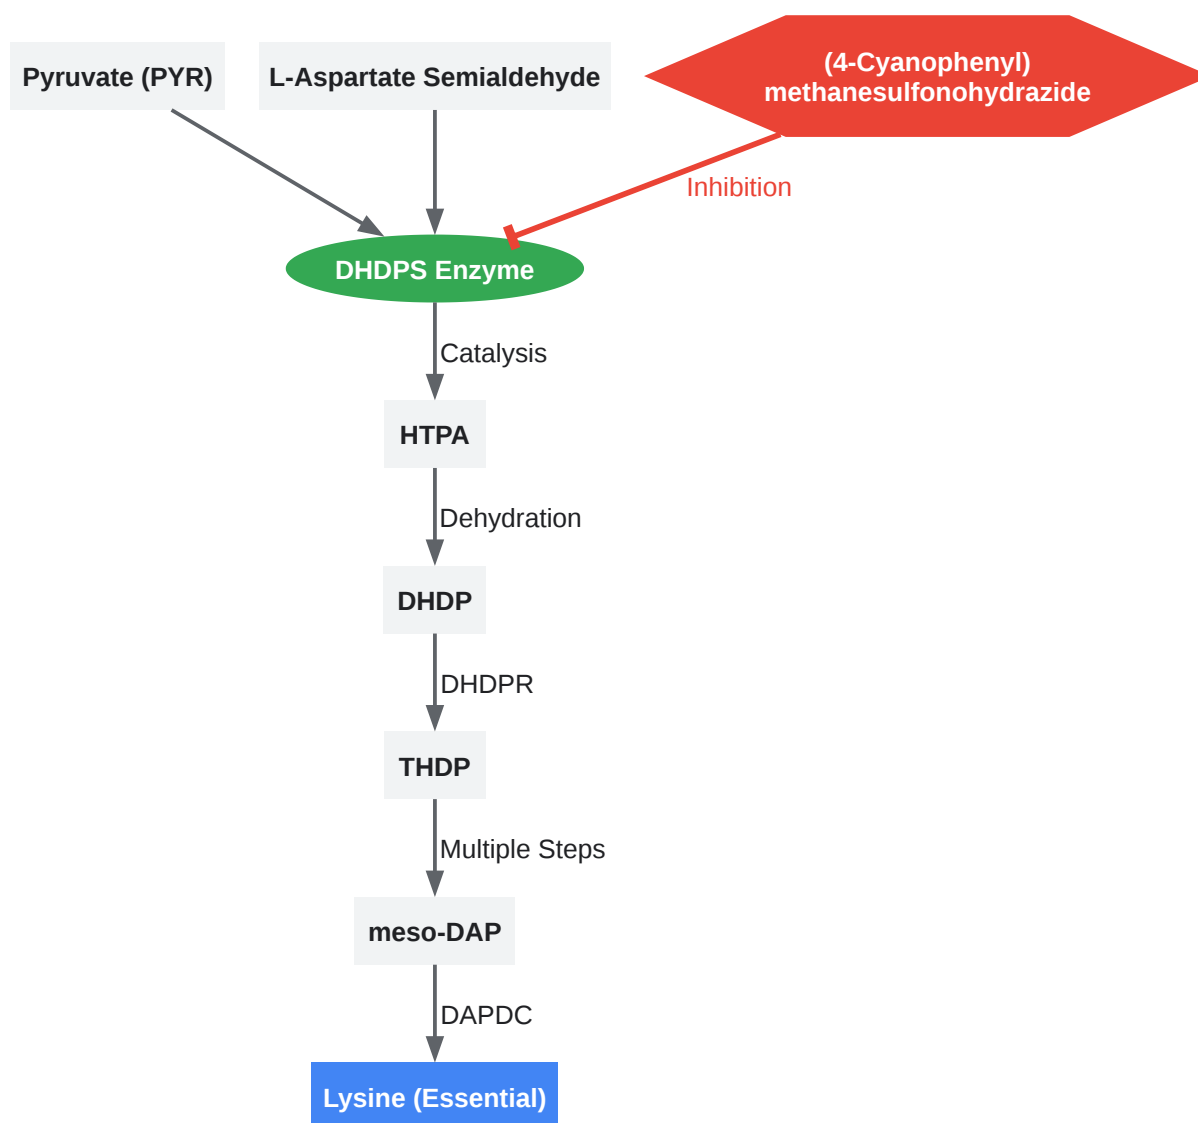 Pyruvate (PYR)
L-Aspartate Semialdehyde
(4-Cyanophenyl)
methanesulfonohydrazide
Inhibition
DHDPS Enzyme
Catalysis
HTPA
Dehydration
DHDP
DHDPR
THDP
Multiple Steps
meso-DAP
DAPDC
Lysine (Essential)